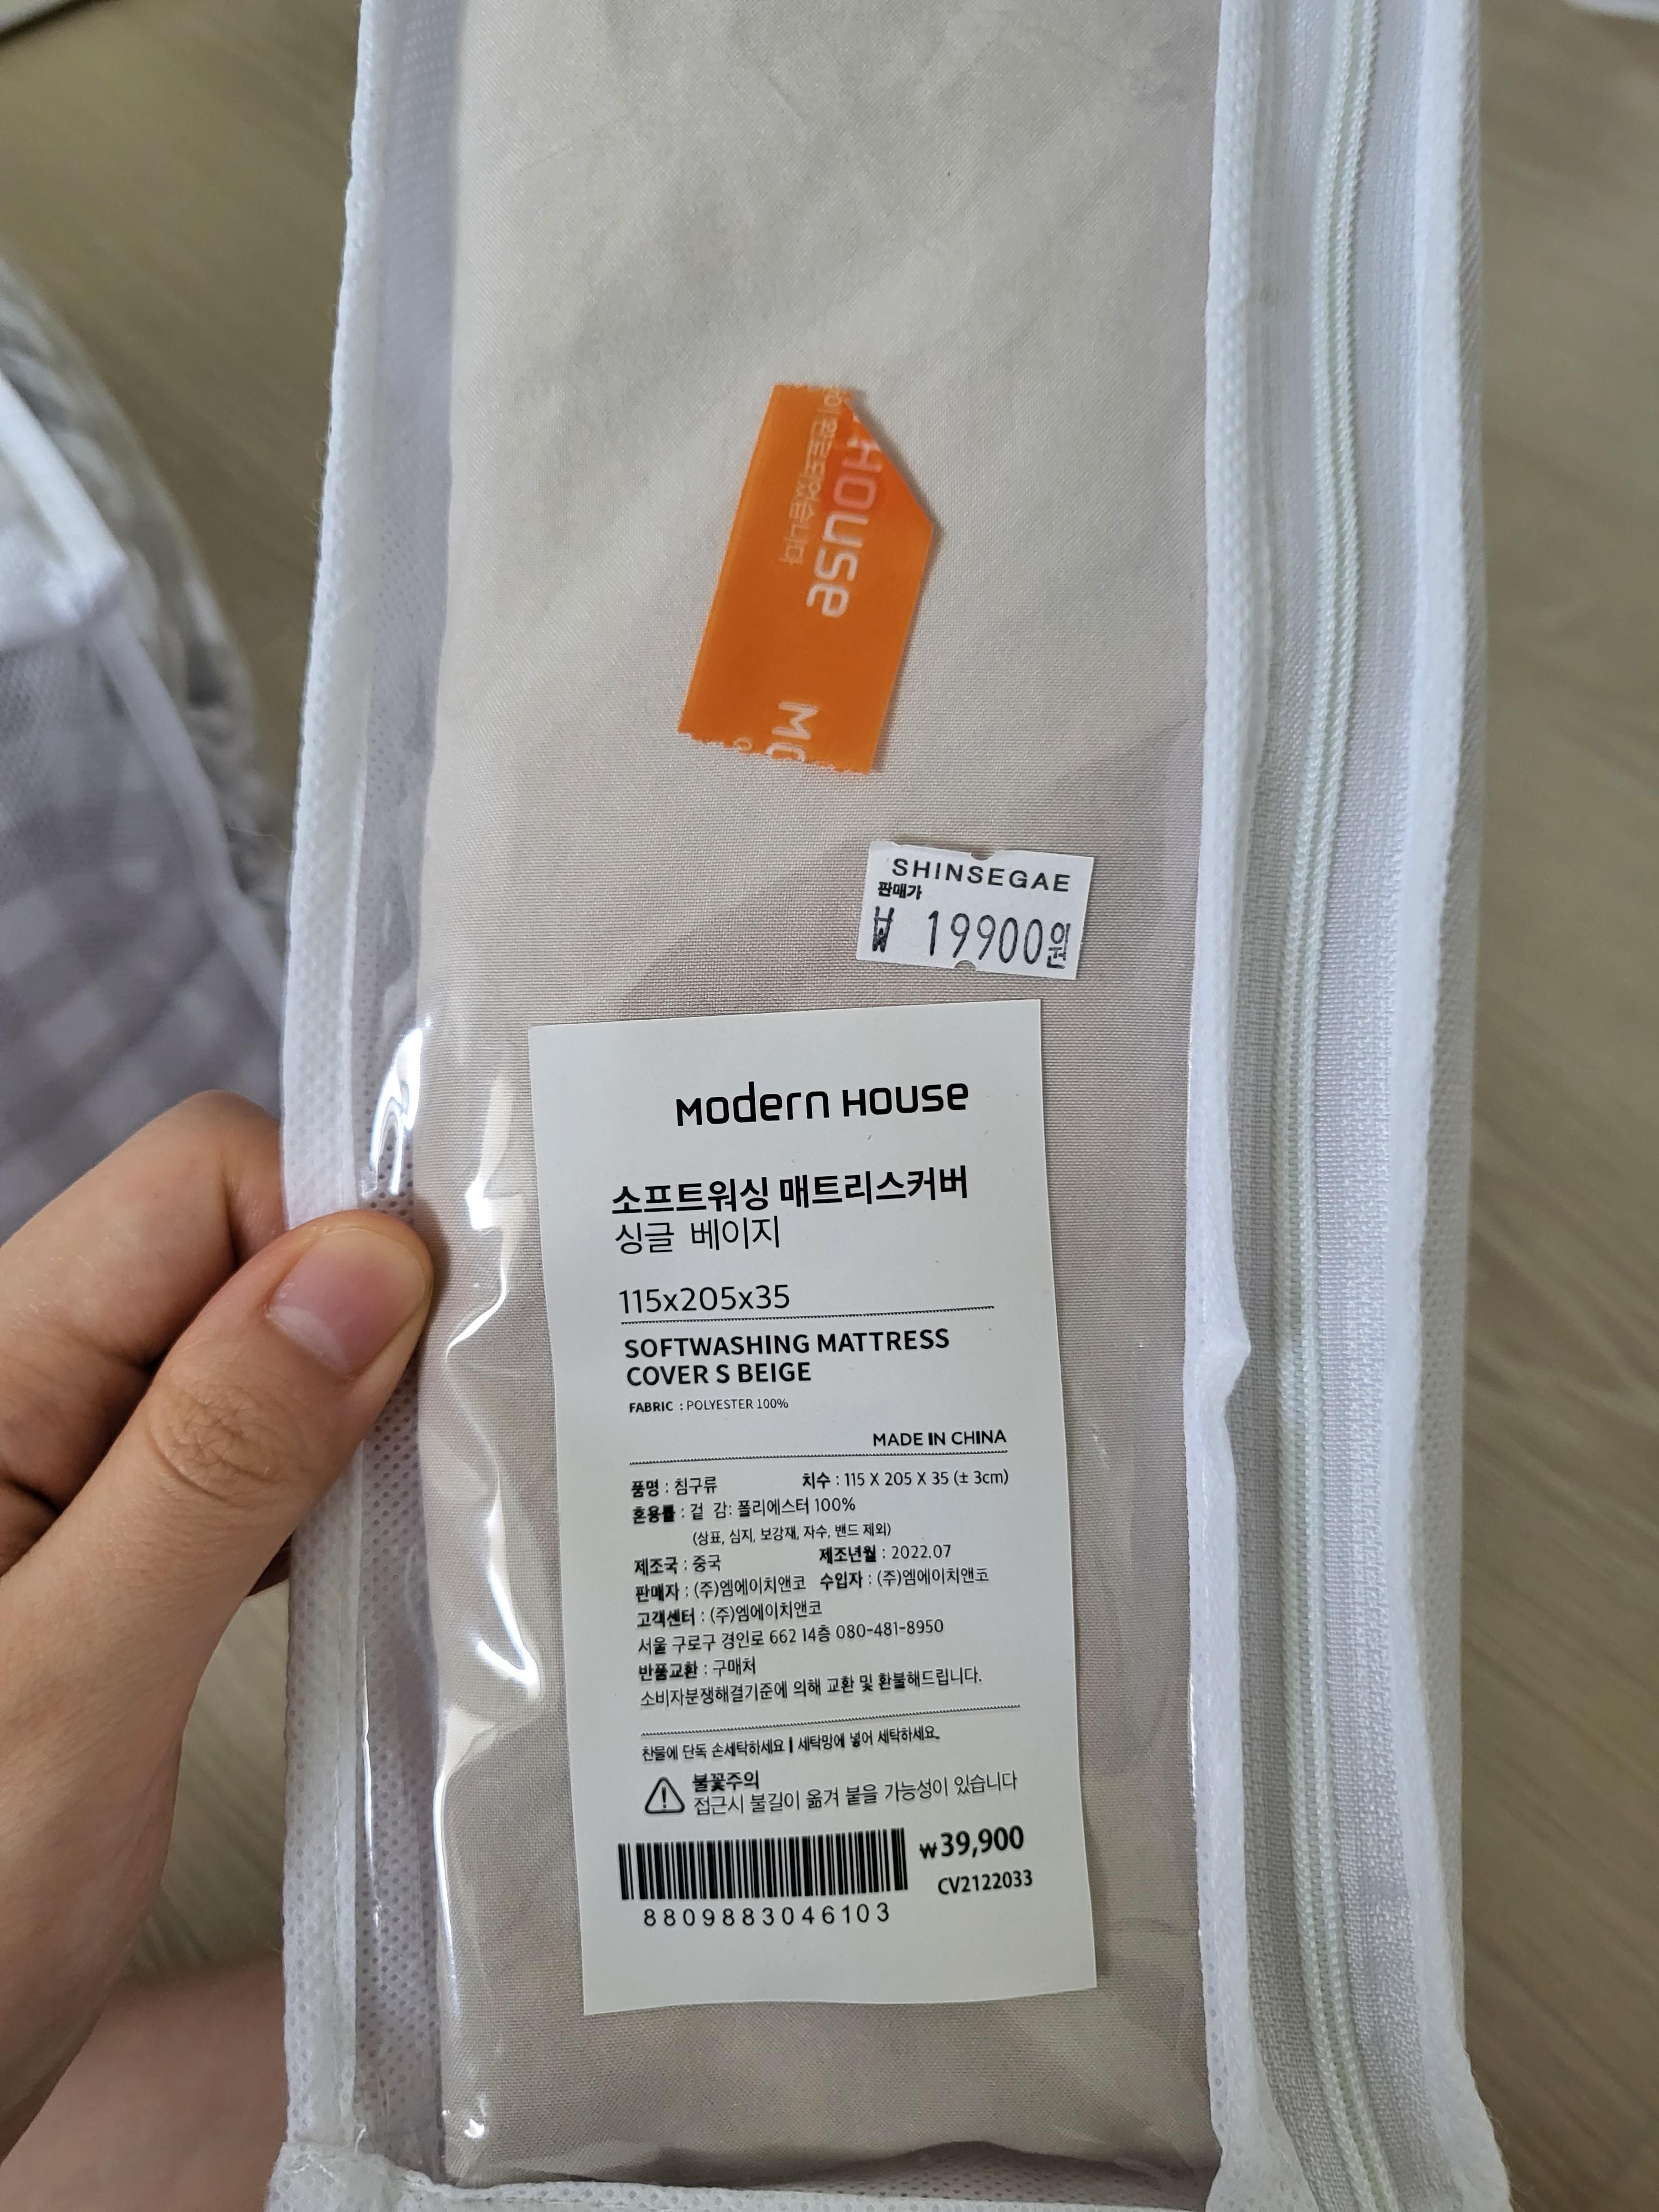 HOUSE
MO
SHINSEGAE
판매가
₩ 19900원
MODERN HOUSE
소프트워싱 매트리스커버
싱글 베이지
115x205x35
SOFTWASHING MATTRESS
COVER S BEIGE
FABRIC : POLYESTER 100%
MADE IN CHINA
품명 : 침구류 치수 : 115 X 205 X 35 (± 3cm)
혼용률 : 겉 감: 폴리에스터 100%
(상표, 심지, 보강재, 자수, 밴드 제외)
제조국 : 중국 제조년월 : 2022.07
판매자 : (주)엠에이치앤코 수입자 : (주)엠에이치앤코
고객센터 : (주)엠에이치앤코
서울 구로구 경인로 662 14층 080-481-8950
반품교환 : 구매처
소비자분쟁해결기준에 의해 교환 및 환불해드립니다.
찬물에 단독 손세탁하세요 | 세탁망에 넣어 세탁하세요.
불꽃주의
접근시 불길이 옮겨 붙을 가능성이 있습니다
₩39,900
CV2122033
8809883046103